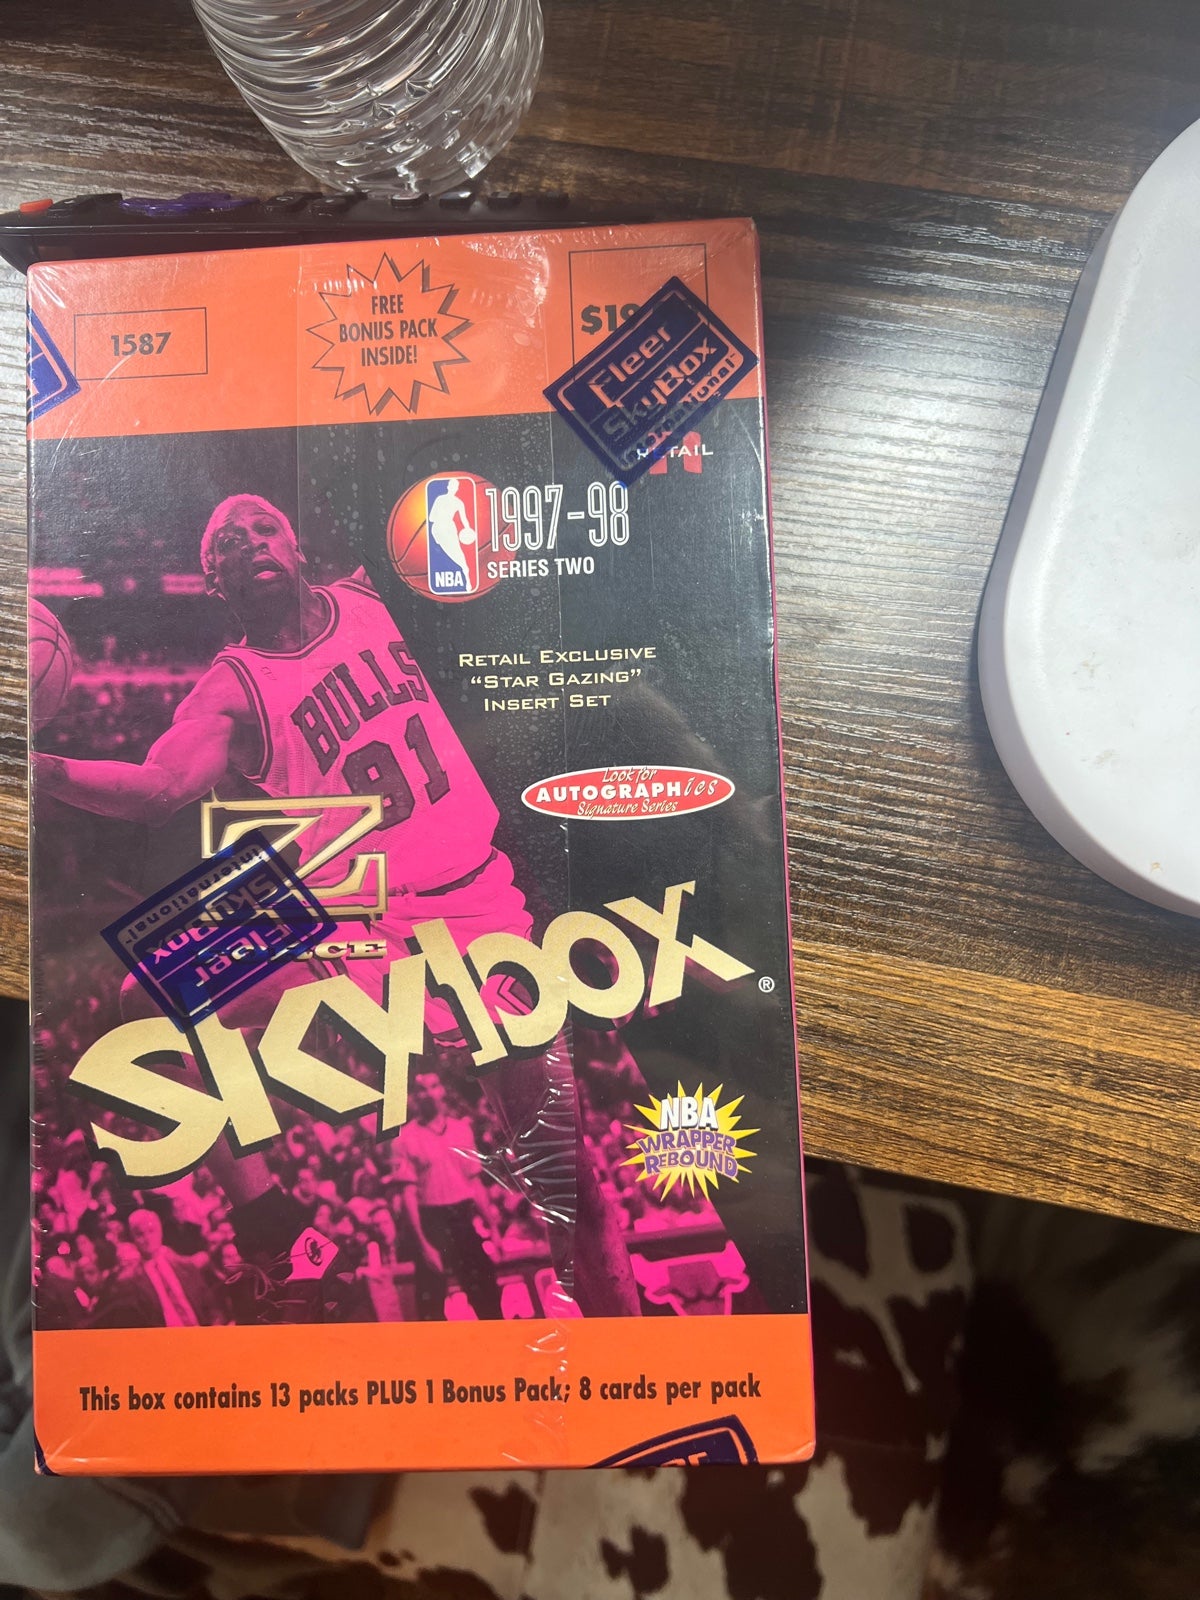 1587
FREE
BONUS PACK
INSIDE!
$19
Fleer
SkyBox
RETAIL
NBA
1997-98
SERIES TWO
RETAIL EXCLUSIVE
"STAR GAZING"
INSERT SET
BULLS
91
Look for
AUTOGRAPHics
Signature Series
Z
International
SkyBox
Fleer
skybox®
NBA
WRAPPER
REBOUND
This box contains 13 packs PLUS 1 Bonus Pack; 8 cards per pack